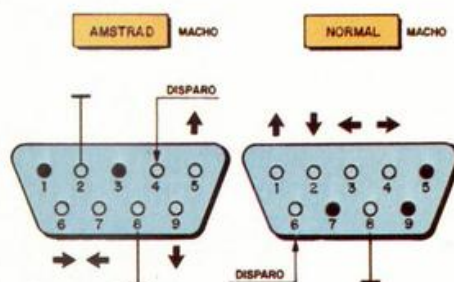 AMSTRAD MACHO
NORMAL MACHO
DISPARO
1 2 3 4 5
6 7 8 9
1 2 3 4 5
6 7 8 9
DISPARO